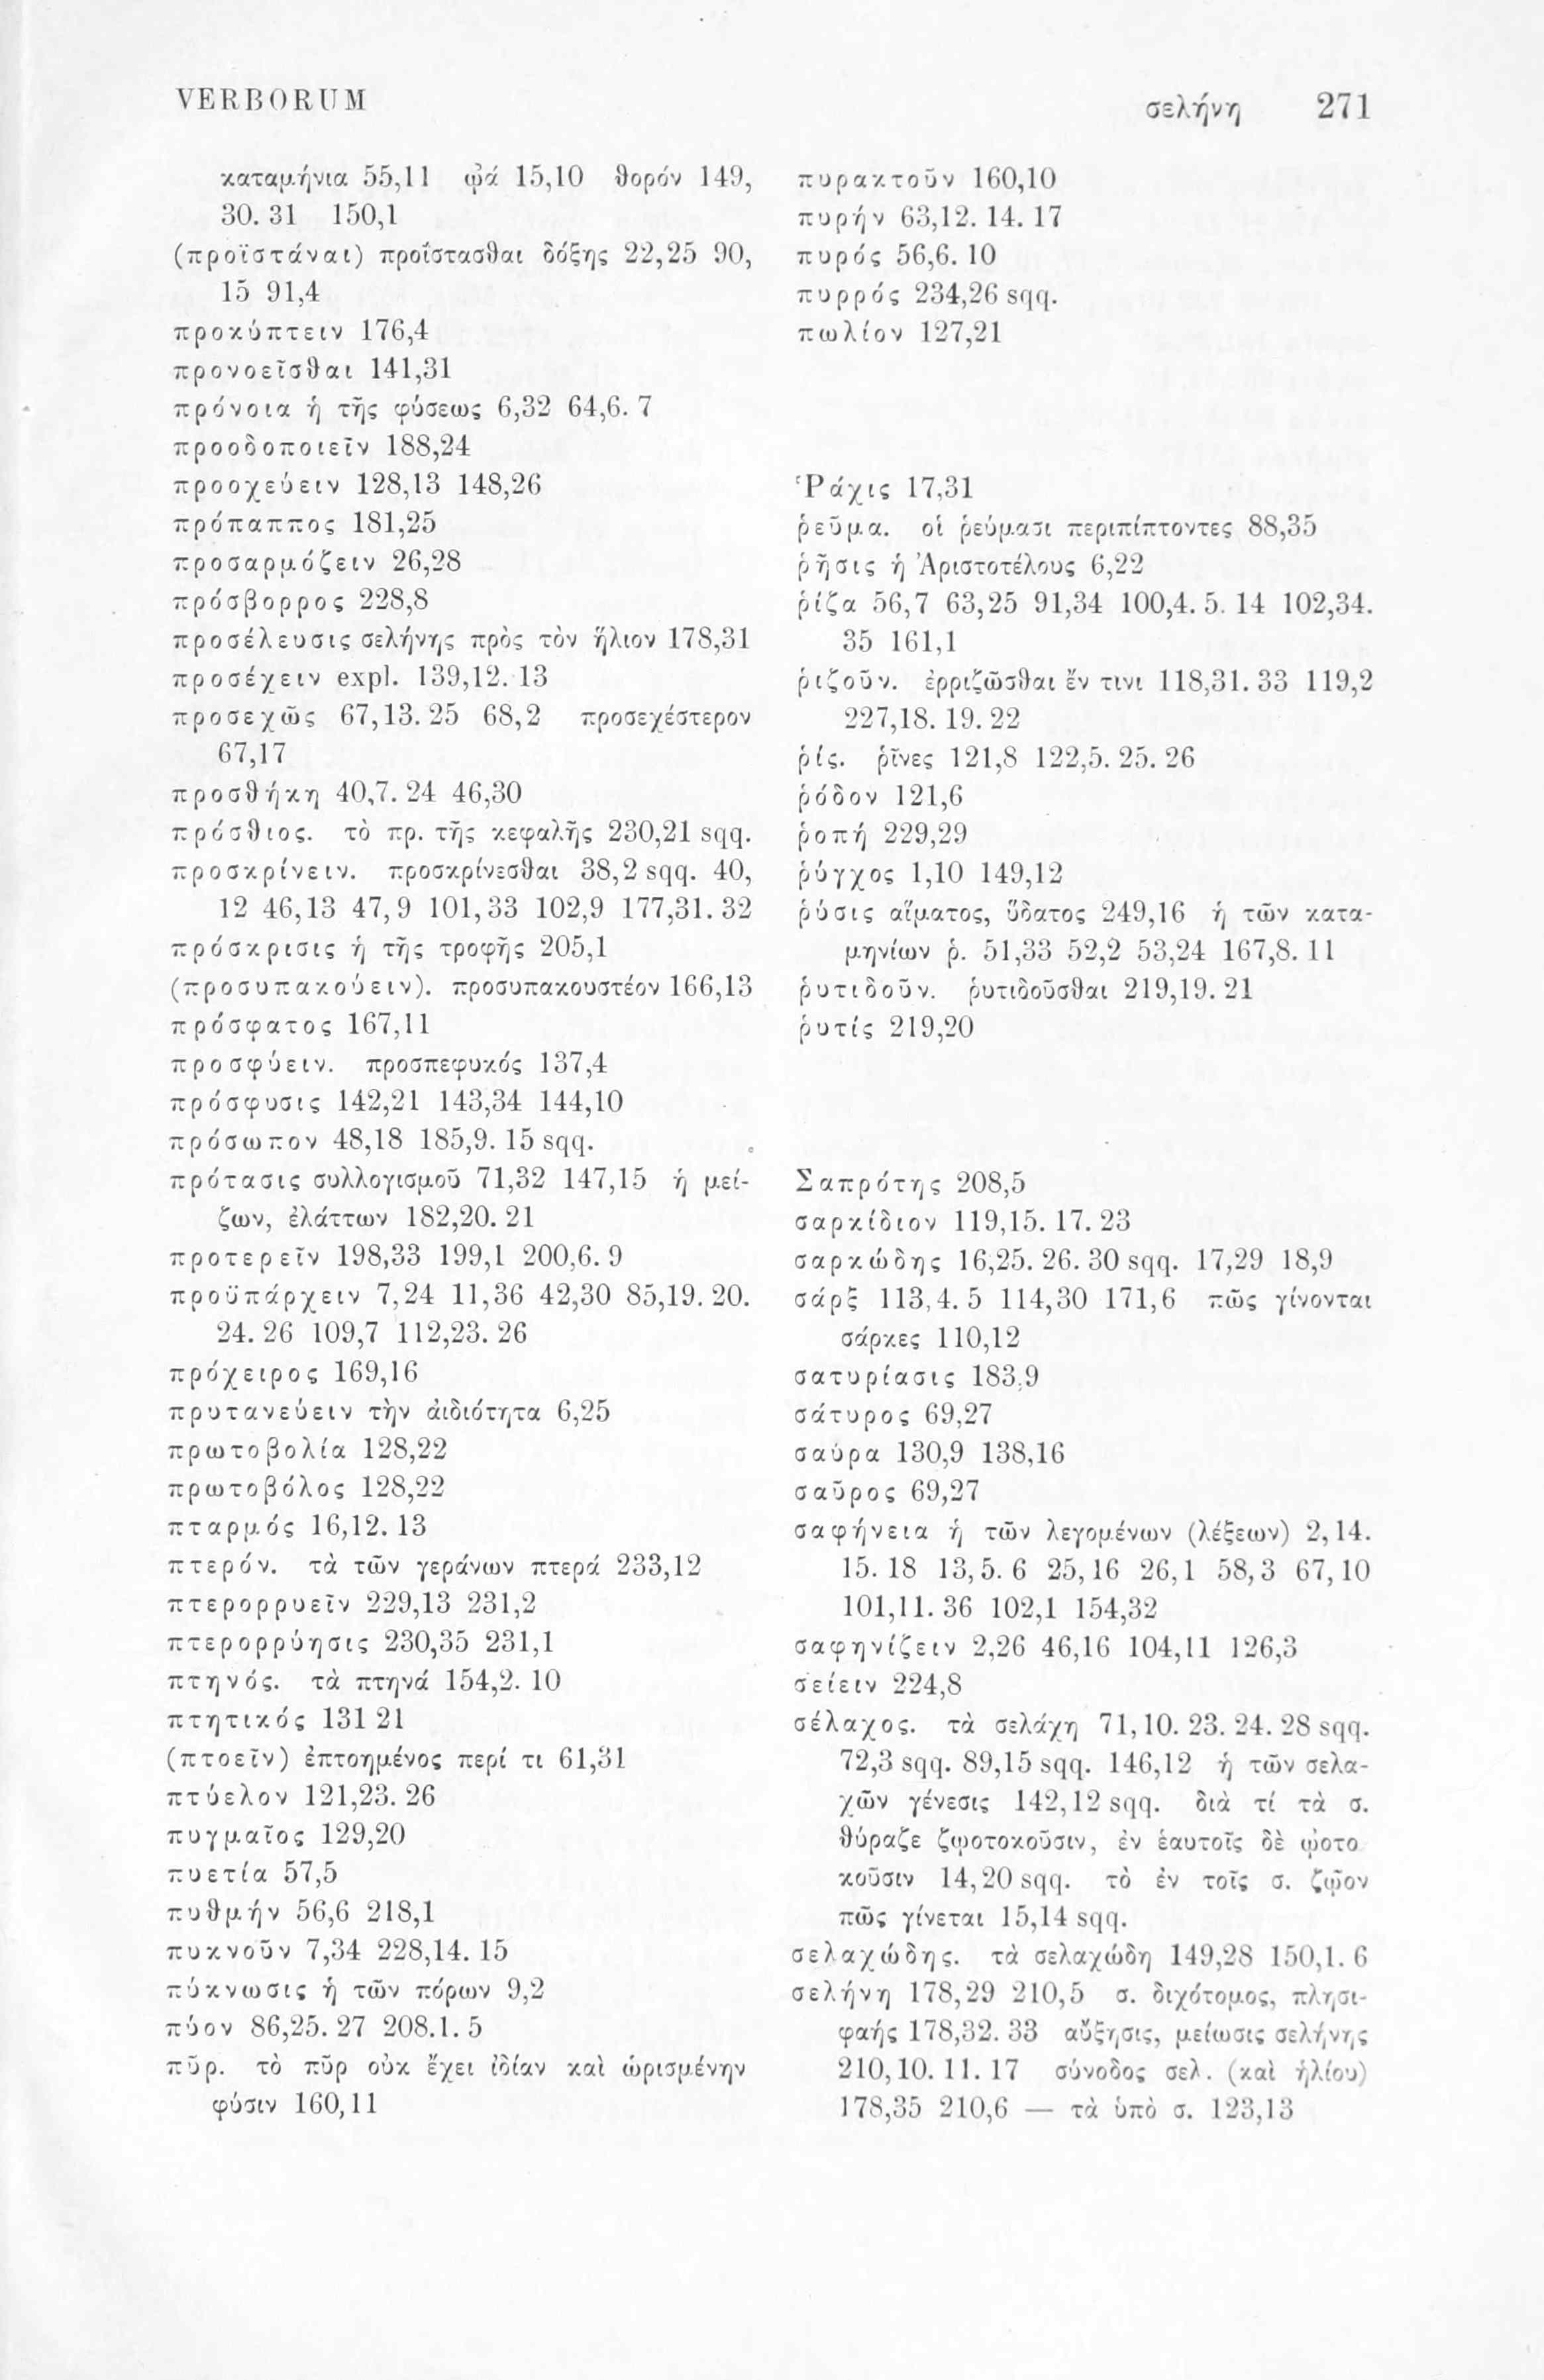 VERBORUM
σελήνη 271
καταμήνια 55,11 ᾠά 15,10 θορόν 149,
30. 31 150,1
(προϊστάναι) προΐστασθαι δόξης 22,25 90,
15 91,4
προκύπτειν 176,4
προνοεῖσθαι 141,31
πρόνοια ἡ τῆς φύσεως 6,32 64,6. 7
προοδοποιεῖν 188,24
προοχεύειν 128,13 148,26
πρόπαππος 181,25
προσαρμόζειν 26,28
πρόσβορρος 228,8
προσέλευσις σελήνης πρὸς τὸν ἥλιον 178,31
προσέχειν expl. 139,12. 13
προσεχῶς 67,13. 25 68,2 προσεχέστερον
67,17
προσθήκη 40,7. 24 46,30
πρόσθιος. τὸ πρ. τῆς κεφαλῆς 230,21 sqq.
προσκρίνειν. προσκρίνεσθαι 38,2 sqq. 40,
12 46,13 47,9 101,33 102,9 177,31. 32
πρόσκρισις ἡ τῆς τροφῆς 205,1
(προσυπακούειν). προσυπακουστέον 166,13
πρόσφατος 167,11
προσφύειν. προσπεφυκός 137,4
πρόσφυσις 142,21 143,34 144,10
πρόσωπον 48,18 185,9. 15 sqq.
πρότασις συλλογισμοῦ 71,32 147,15 ἡ μεί-
ζων, ἐλάττων 182,20. 21
προτερεῖν 198,33 199,1 200,6. 9
προϋπάρχειν 7,24 11,36 42,30 85,19. 20.
24. 26 109,7 112,23. 26
πρόχειρος 169,16
πρυτανεύειν τὴν ἀιδιότητα 6,25
πρωτοβολία 128,22
πρωτοβόλος 128,22
πταρμός 16,12. 13
πτερόν. τὰ τῶν γεράνων πτερά 233,12
πτερορρυεῖν 229,13 231,2
πτερορρύησις 230,35 231,1
πτηνός. τὰ πτηνά 154,2. 10
πτητικός 131 21
(πτοεῖν) ἐπτοημένος περί τι 61,31
πτύελον 121,23. 26
πυγμαῖος 129,20
πυετία 57,5
πυθμήν 56,6 218,1
πυκνοῦν 7,34 228,14. 15
πύκνωσις ἡ τῶν πόρων 9,2
πύον 86,25. 27 208.1. 5
πῦρ. τὸ πῦρ οὐκ ἔχει ἰδίαν καὶ ὡρισμένην
φύσιν 160,11
πυρακτοῦν 160,10
πυρήν 63,12. 14. 17
πυρός 56,6. 10
πυρρός 234,26 sqq.
πωλίον 127,21
Ῥάχις 17,31
ῥεῦμα. οἱ ῥεύμασι περιπίπτοντες 88,35
ῥῆσις ἡ Ἀριστοτέλους 6,22
ῥίζα 56,7 63,25 91,34 100,4. 5. 14 102,34.
35 161,1
ῥιζοῦν. ἐρριζῶσθαι ἔν τινι 118,31. 33 119,2
227,18. 19. 22
ῥίς. ῥῖνες 121,8 122,5. 25. 26
ῥόδον 121,6
ῥοπή 229,29
ῥύγχος 1,10 149,12
ῥύσις αἵματος, ὕδατος 249,16 ἡ τῶν κατα-
μηνίων ῥ. 51,33 52,2 53,24 167,8. 11
ῥυτιδοῦν. ῥυτιδοῦσθαι 219,19. 21
ῥυτίς 219,20
Σαπρότης 208,5
σαρκίδιον 119,15. 17. 23
σαρκώδης 16,25. 26. 30 sqq. 17,29 18,9
σάρξ 113,4. 5 114,30 171,6 πῶς γίνονται
σάρκες 110,12
σατυρίασις 183,9
σάτυρος 69,27
σαύρα 130,9 138,16
σαῦρος 69,27
σαφήνεια ἡ τῶν λεγομένων (λέξεων) 2,14.
15. 18 13,5. 6 25,16 26,1 58,3 67,10
101,11. 36 102,1 154,32
σαφηνίζειν 2,26 46,16 104,11 126,3
σείειν 224,8
σέλαχος. τὰ σελάχη 71,10. 23. 24. 28 sqq.
72,3 sqq. 89,15 sqq. 146,12 ἡ τῶν σελα-
χῶν γένεσις 142,12 sqq. διὰ τί τὰ σ.
θύραζε ζῳοτοκοῦσιν, ἐν ἑαυτοῖς δὲ ᾠοτο
κοῦσιν 14,20 sqq. τὸ ἐν τοῖς σ. ζῷον
πῶς γίνεται 15,14 sqq.
σελαχώδης. τὰ σελαχώδη 149,28 150,1. 6
σελήνη 178,29 210,5 σ. διχότομος, πλησι-
φαής 178,32. 33 αὔξησις, μείωσις σελήνης
210,10. 11. 17 σύνοδος σελ. (καὶ ἡλίου)
178,35 210,6 — τὰ ὑπὸ σ. 123,13